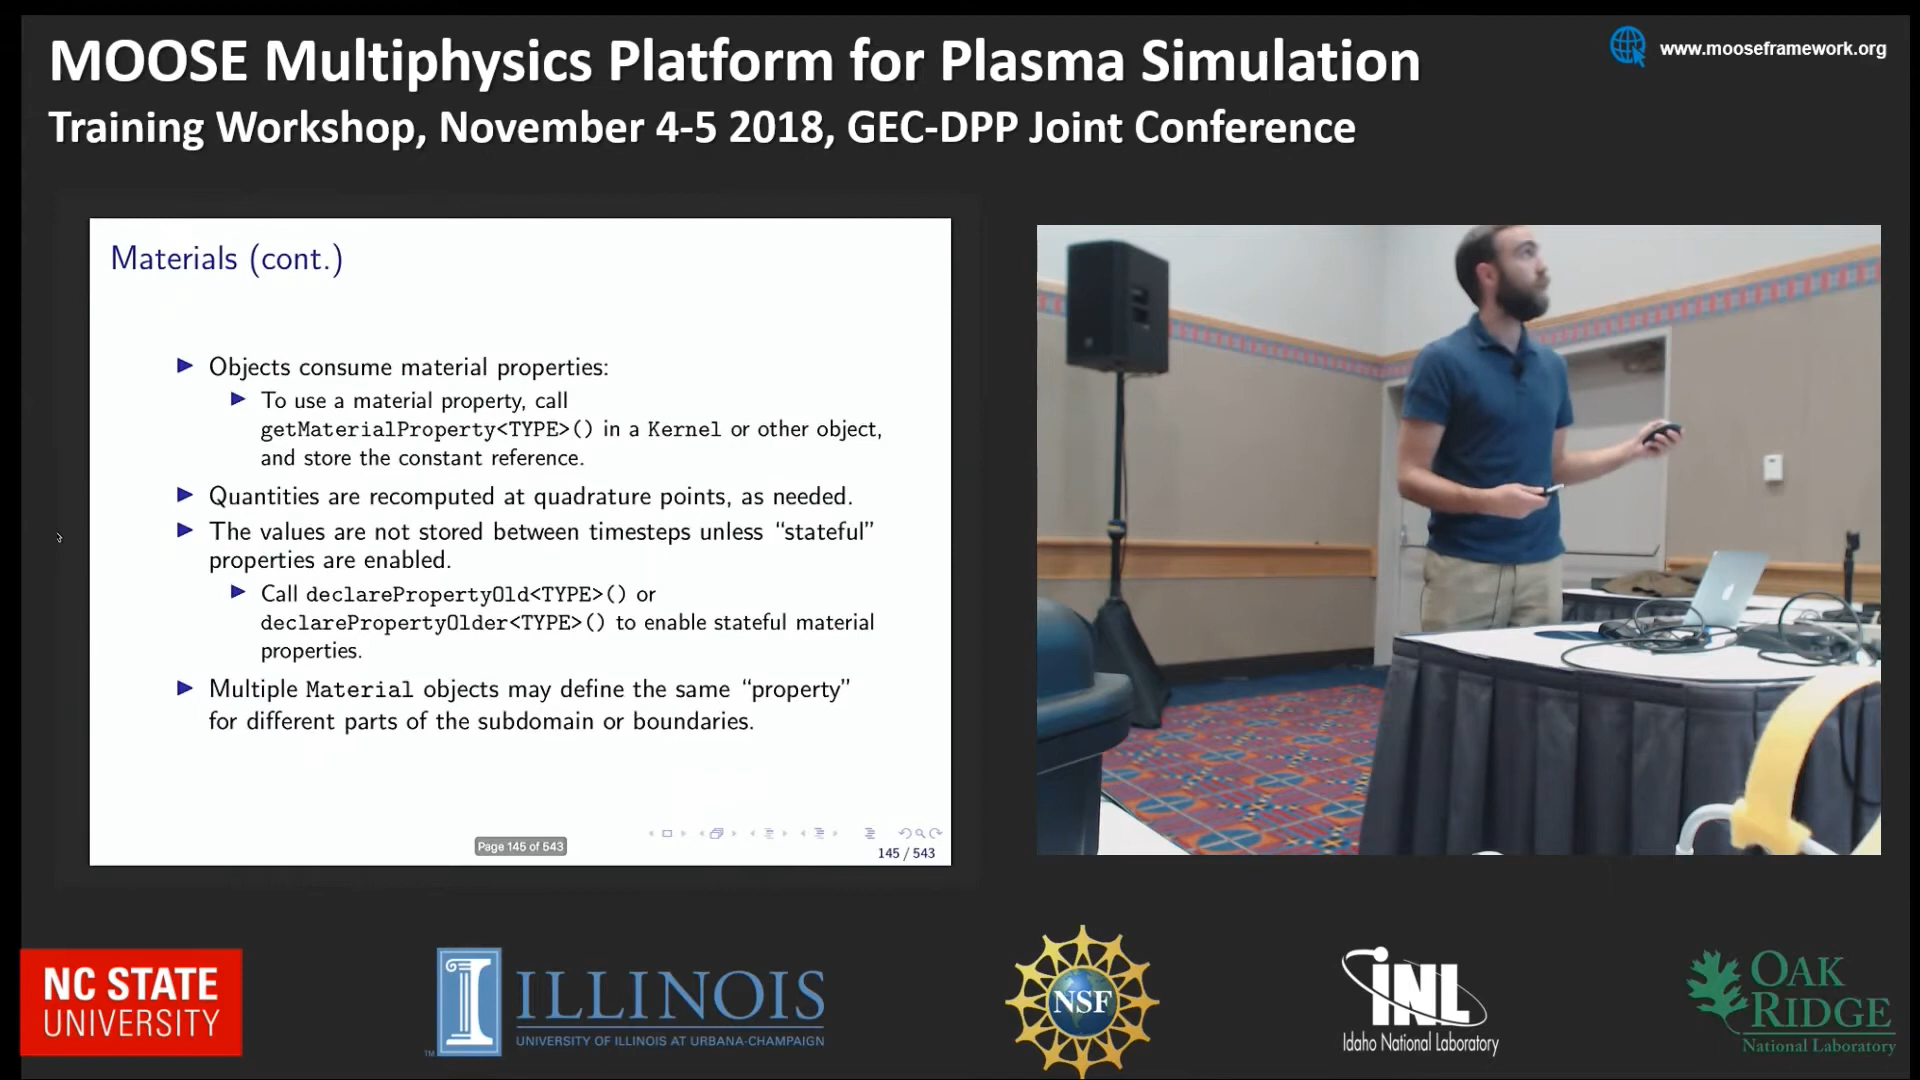 MOOSE Multiphysics Platform for Plasma Simulation
Training Workshop, November 4-5 2018, GEC-DPP Joint Conference
www.mooseframework.org
Materials (cont.)
Objects consume material properties:
To use a material property, call
getMaterialProperty<TYPE>() in a Kernel or other object,
and store the constant reference.
Quantities are recomputed at quadrature points, as needed.
The values are not stored between timesteps unless “stateful”
properties are enabled.
Call declarePropertyOld<TYPE>() or
declarePropertyOlder<TYPE>() to enable stateful material
properties.
Multiple Material objects may define the same “property”
for different parts of the subdomain or boundaries.
Page 145 of 543
145 / 543
NC STATE
UNIVERSITY
I ILLINOIS
UNIVERSITY OF ILLINOIS AT URBANA-CHAMPAIGN
TM
NSF
INL
Idaho National Laboratory
OAK
RIDGE
National Laboratory